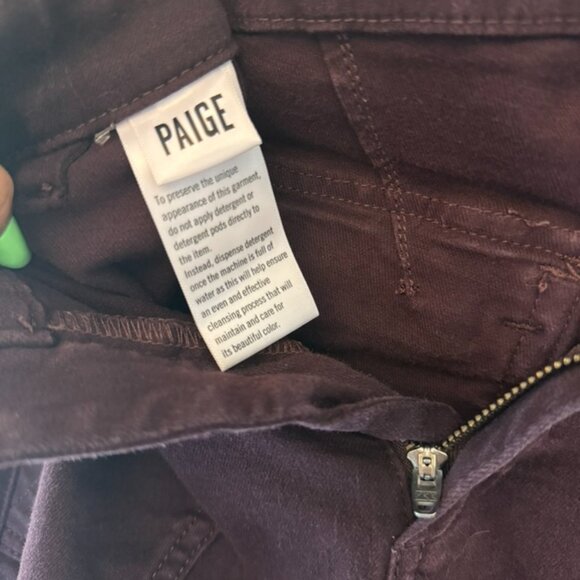 PAIGE
To preserve the unique
appearance of this garment,
do not apply detergent or
detergent pods directly to
the item.
Instead, dispense detergent
once the machine is full of
water as this will help ensure
an even and effective
cleansing process that will
maintain and care for
its beautiful color.